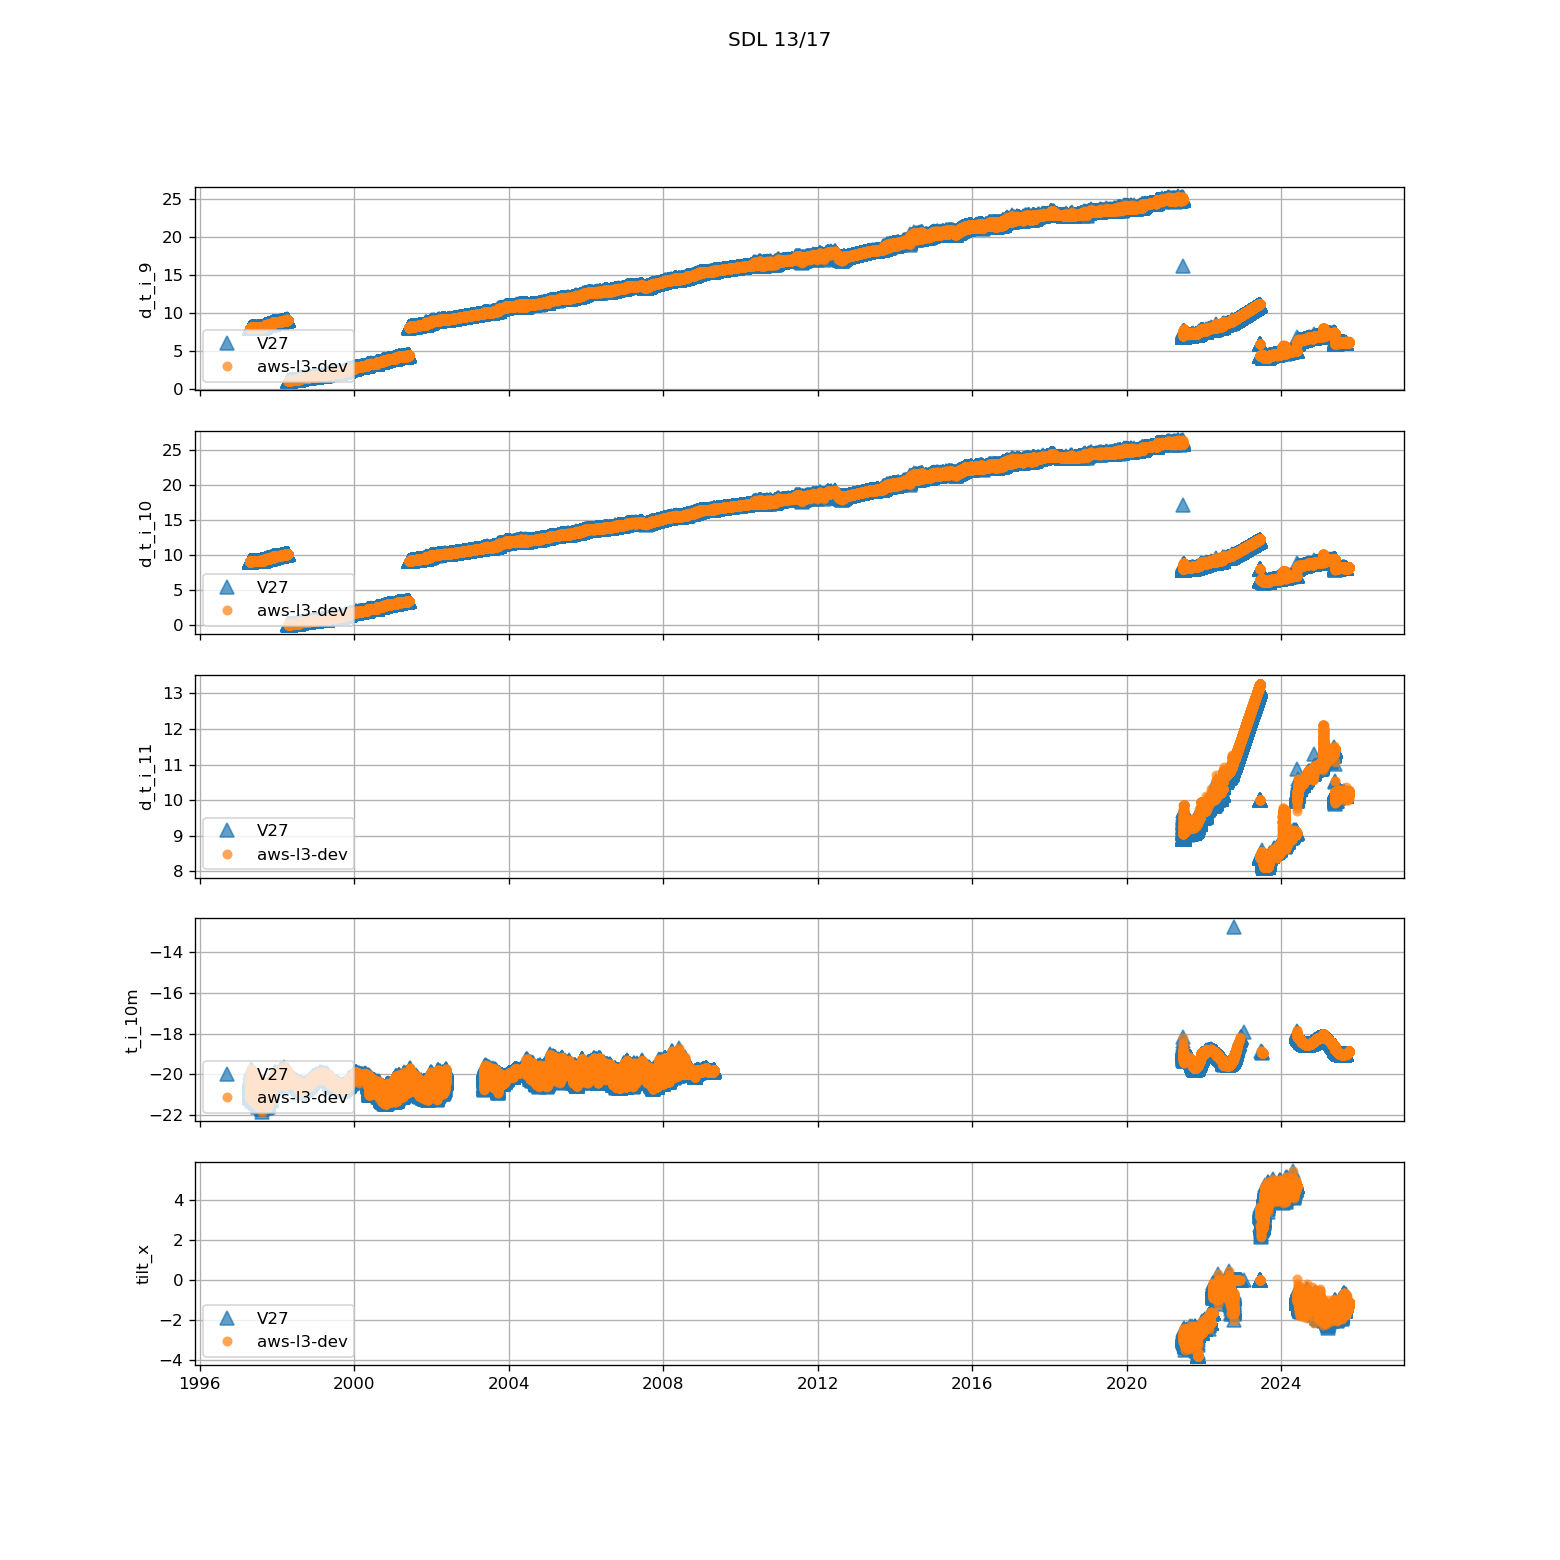 SDL 13/17
d_t_i_9
25
20
15
10
5
0
V27
aws-l3-dev
d_t_i_10
25
20
15
10
5
0
V27
aws-l3-dev
d_t_i_11
13
12
11
10
9
8
V27
aws-l3-dev
t_i_10m
−14
−16
−18
−20
−22
V27
aws-l3-dev
tilt_x
4
2
0
−2
−4
V27
aws-l3-dev
1996 2000 2004 2008 2012 2016 2020 2024